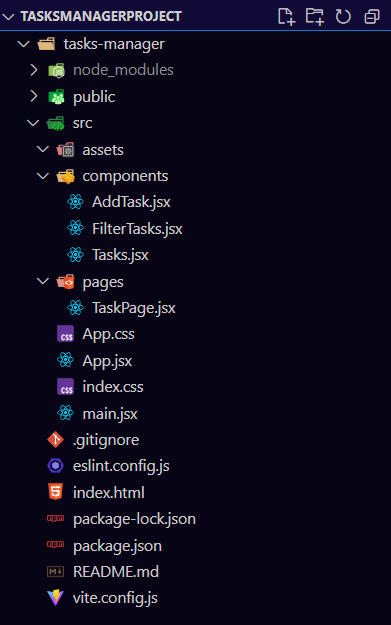 TASKSMANAGERPROJECT
tasks-manager
node_modules
public
src
assets
components
AddTask.jsx
FilterTasks.jsx
Tasks.jsx
pages
TaskPage.jsx
App.css
App.jsx
index.css
main.jsx
.gitignore
eslint.config.js
index.html
package-lock.json
package.json
README.md
vite.config.js